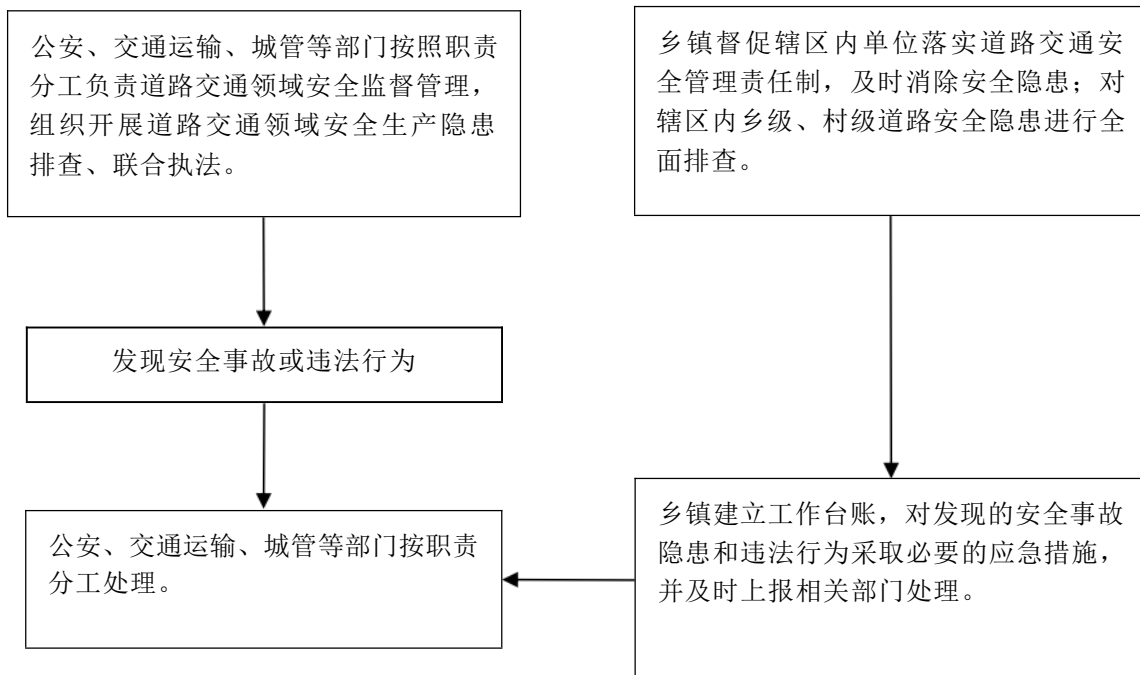 公安、交通运输、城管等部门按照职责
分工负责道路交通领域安全监督管理，
组织开展道路交通领域安全生产隐患
排查、联合执法。
乡镇督促辖区内单位落实道路交通安
全管理责任制，及时消除安全隐患；对
辖区内乡级、村级道路安全隐患进行全
面排查。
发现安全事故或违法行为
公安、交通运输、城管等部门按职责
分工处理。
乡镇建立工作台账，对发现的安全事故
隐患和违法行为采取必要的应急措施，
并及时上报相关部门处理。